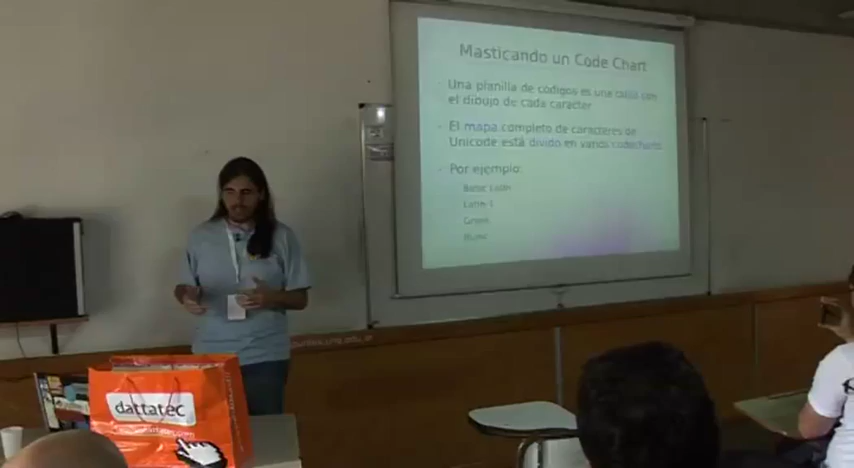 Masticando un Code Chart
Una planilla de códigos es una tabla con
el dibujo de cada caracter
El mapa completo de caracteres de
Unicode está divido en varios codecharts
Por ejemplo:
Basic Latin
Latin-1
Greek
dattatec